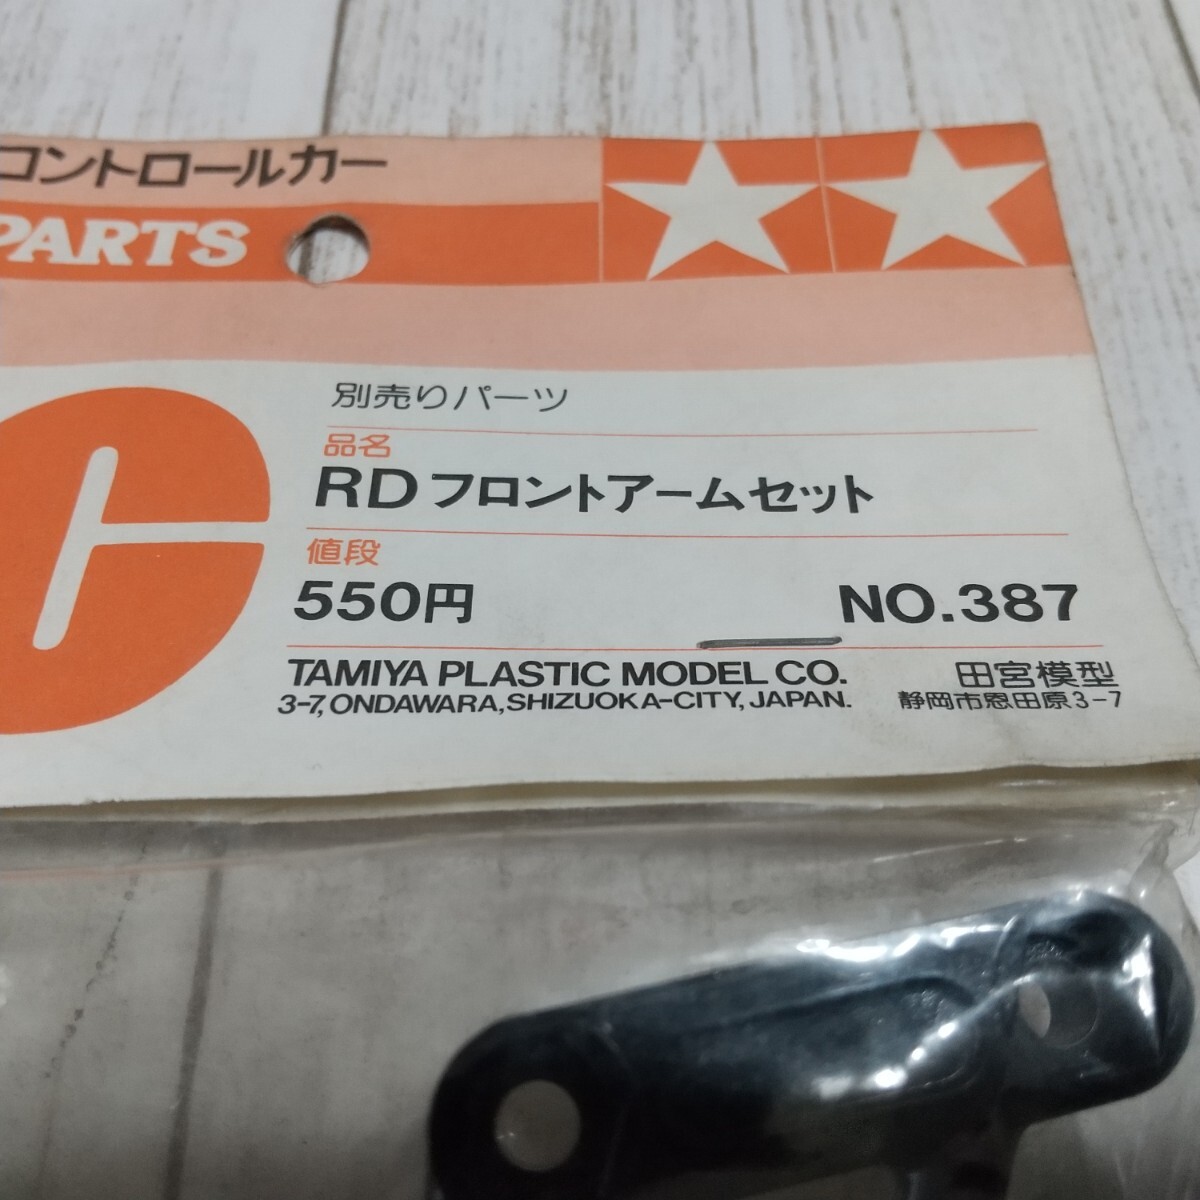 コントロールカー
PARTS
別売りパーツ
品名
RDフロントアームセット
値段
550円 NO.387
TAMIYA PLASTIC MODEL CO. 田宮模型
3-7, ONDAWARA, SHIZUOKA-CITY, JAPAN. 静岡市恩田原3-7